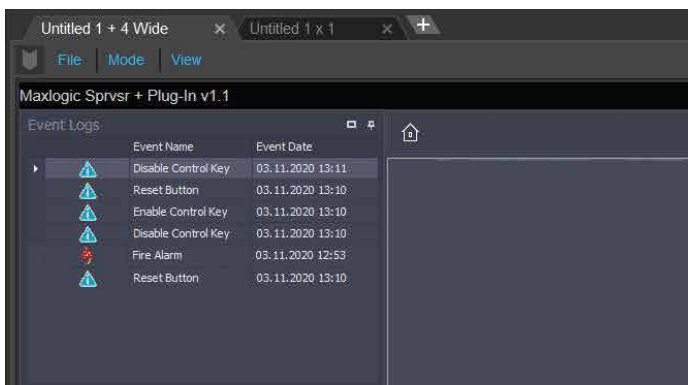 Untitled 1 + 4 Wide Untitled 1 x 1
File Mode View
Maxlogic Sprvsr + Plug-In v1.1
Event Logs
Event Name Event Date
Disable Control Key 03.11.2020 13:11
Reset Button 03.11.2020 13:10
Enable Control Key 03.11.2020 13:10
Disable Control Key 03.11.2020 13:10
Fire Alarm 03.11.2020 12:53
Reset Button 03.11.2020 13:10